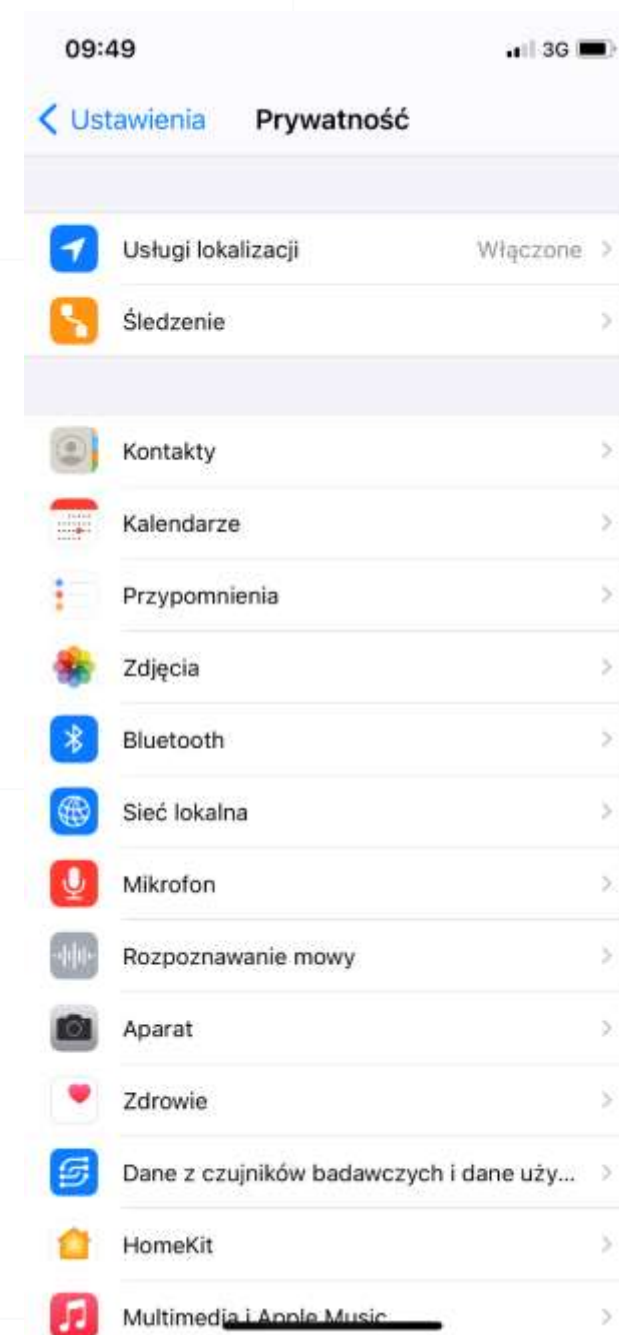 09:49
3G
Ustawienia
Prywatność
Usługi lokalizacji
Włączone
Śledzenie
Kontakty
Kalendarze
Przypomnienia
Zdjęcia
Bluetooth
Sieć lokalna
Mikrofon
Rozpoznawanie mowy
Aparat
Zdrowie
Dane z czujników badawczych i dane uży...
HomeKit
Multimedia i Apple Music